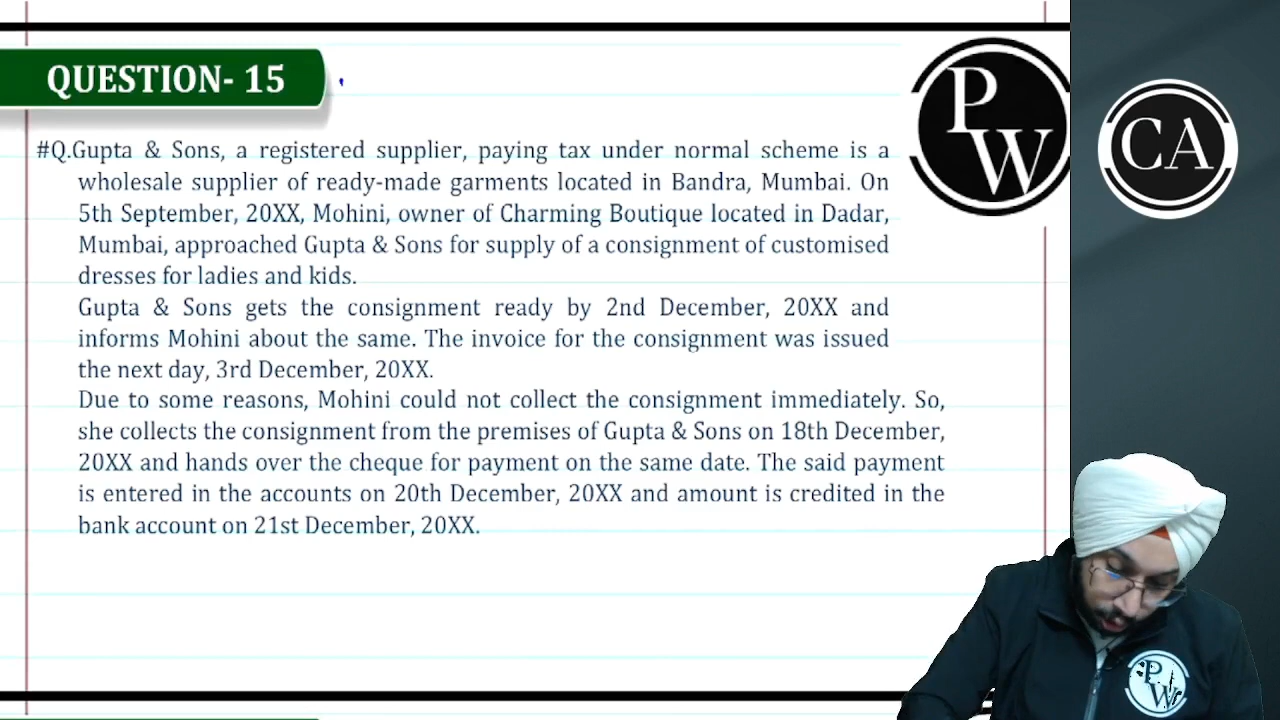 QUESTION- 15
#Q.Gupta & Sons, a registered supplier, paying tax under normal scheme is a
wholesale supplier of ready-made garments located in Bandra, Mumbai. On
5th September, 20XX, Mohini, owner of Charming Boutique located in Dadar,
Mumbai, approached Gupta & Sons for supply of a consignment of customised
dresses for ladies and kids.
Gupta & Sons gets the consignment ready by 2nd December, 20XX and
informs Mohini about the same. The invoice for the consignment was issued
the next day, 3rd December, 20XX.
Due to some reasons, Mohini could not collect the consignment immediately. So,
she collects the consignment from the premises of Gupta & Sons on 18th December,
20XX and hands over the cheque for payment on the same date. The said payment
is entered in the accounts on 20th December, 20XX and amount is credited in the
bank account on 21st December, 20XX.
PW
CA
PW